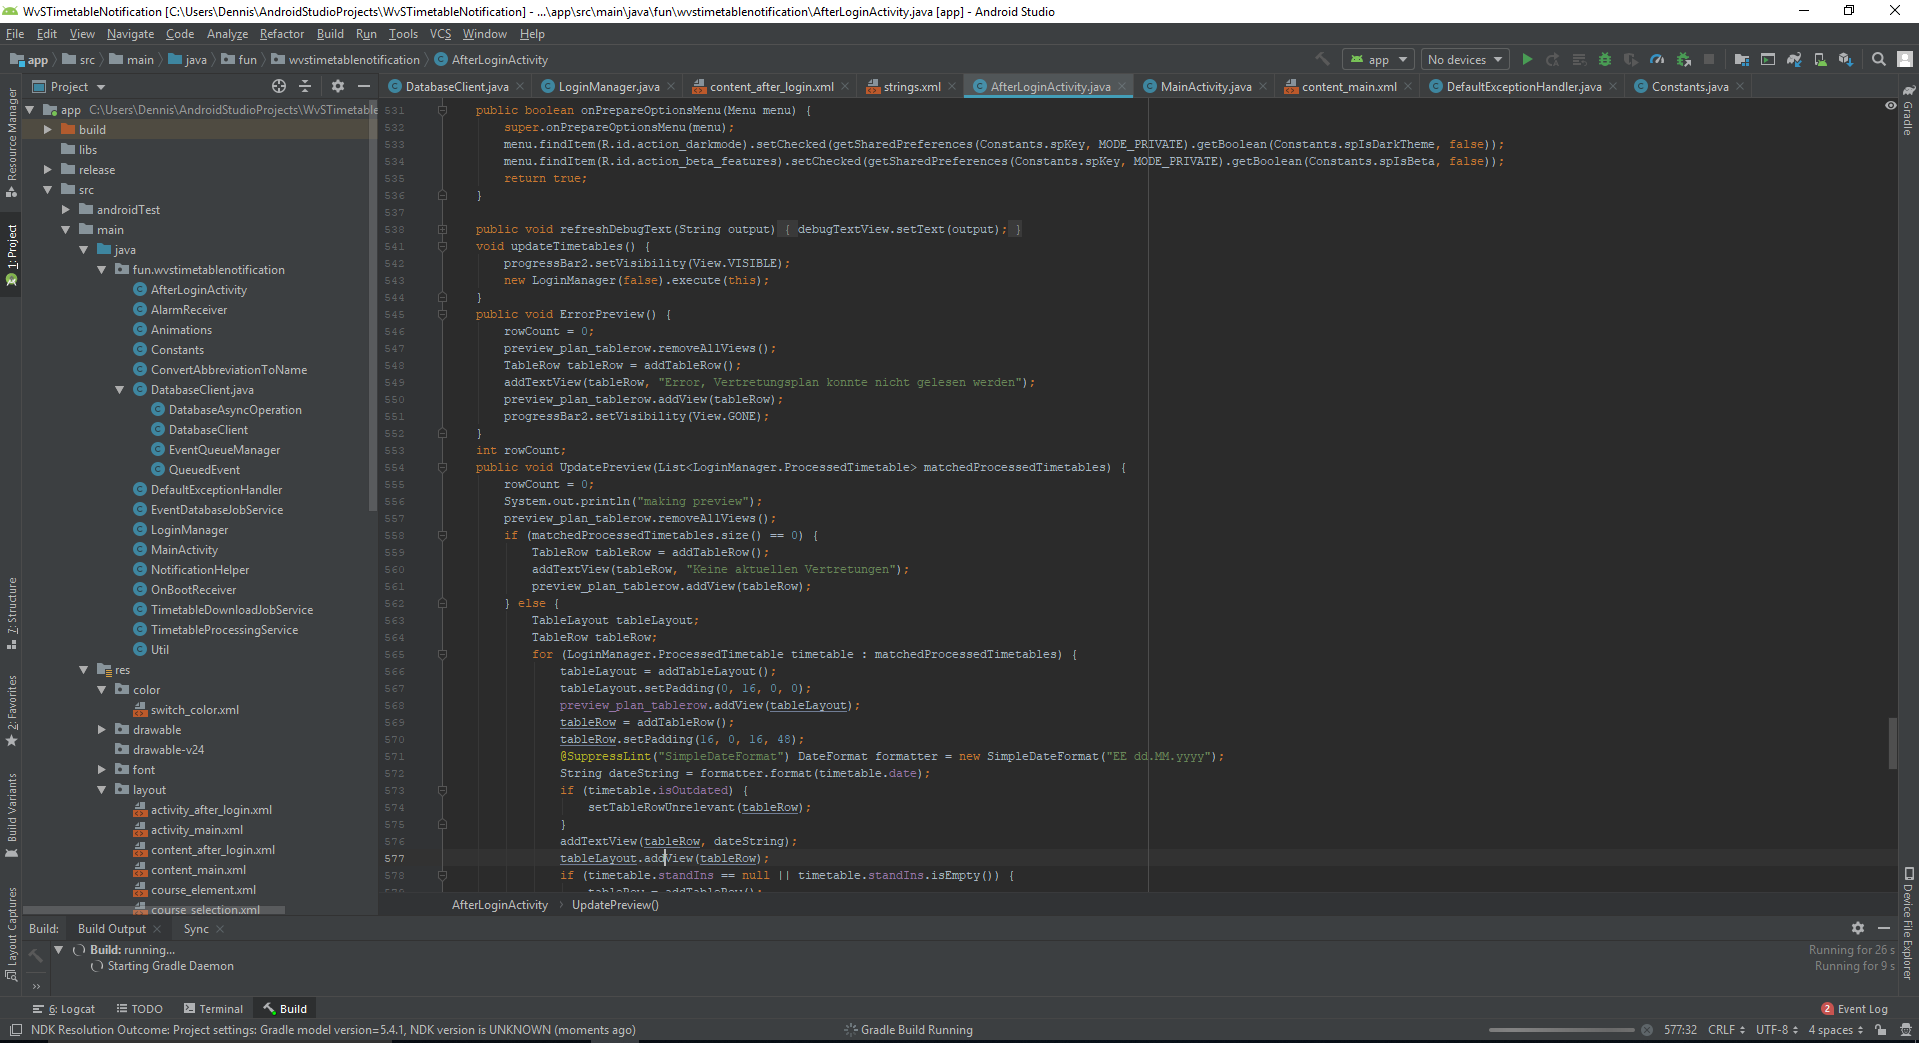 WvSTimetableNotification [C:\Users\Dennis\AndroidStudioProjects\WvSTimetableNotification] - ...\app\src\main\java\fun\wvstimetablenotification\AfterLoginActivity.java [app] - Android Studio
File Edit View Navigate Code Analyze Refactor Build Run Tools VCS Window Help
app src main java fun wvstimetablenotification AfterLoginActivity app No devices
Project DatabaseClient.java LoginManager.java content_after_login.xml strings.xml AfterLoginActivity.java MainActivity.java content_main.xml DefaultExceptionHandler.java Constants.java
Resource Manager
1: Project
7: Structure
2: Favorites
Build Variants
Layout Captures
app C:\Users\Dennis\AndroidStudioProjects\WvSTimetable
build
libs
release
src
androidTest
main
java
fun.wvstimetablenotification
AfterLoginActivity
AlarmReceiver
Animations
Constants
ConvertAbbreviationToName
DatabaseClient.java
DatabaseAsyncOperation
DatabaseClient
EventQueueManager
QueuedEvent
DefaultExceptionHandler
EventDatabaseJobService
LoginManager
MainActivity
NotificationHelper
OnBootReceiver
TimetableDownloadJobService
TimetableProcessingService
Util
res
color
switch_color.xml
drawable
drawable-v24
font
layout
activity_after_login.xml
activity_main.xml
content_after_login.xml
content_main.xml
course_element.xml
course_selection.xml
531 public boolean onPrepareOptionsMenu(Menu menu) {
532 super.onPrepareOptionsMenu(menu);
533 menu.findItem(R.id.action_darkmode).setChecked(getSharedPreferences(Constants.spKey, MODE_PRIVATE).getBoolean(Constants.spIsDarkTheme, false));
534 menu.findItem(R.id.action_beta_features).setChecked(getSharedPreferences(Constants.spKey, MODE_PRIVATE).getBoolean(Constants.spIsBeta, false));
535 return true;
536 }
537
538 public void refreshDebugText(String output) { debugTextView.setText(output); }
541 void updateTimetables() {
542 progressBar2.setVisibility(View.VISIBLE);
543 new LoginManager(false).execute(this);
544 }
545 public void ErrorPreview() {
546 rowCount = 0;
547 preview_plan_tablerow.removeAllViews();
548 TableRow tableRow = addTableRow();
549 addTextView(tableRow, "Error, Vertretungsplan konnte nicht gelesen werden");
550 preview_plan_tablerow.addView(tableRow);
551 progressBar2.setVisibility(View.GONE);
552 }
553 int rowCount;
554 public void UpdatePreview(List<LoginManager.ProcessedTimetable> matchedProcessedTimetables) {
555 rowCount = 0;
556 System.out.println("making preview");
557 preview_plan_tablerow.removeAllViews();
558 if (matchedProcessedTimetables.size() == 0) {
559 TableRow tableRow = addTableRow();
560 addTextView(tableRow, "Keine aktuellen Vertretungen");
561 preview_plan_tablerow.addView(tableRow);
562 } else {
563 TableLayout tableLayout;
564 TableRow tableRow;
565 for (LoginManager.ProcessedTimetable timetable : matchedProcessedTimetables) {
566 tableLayout = addTableLayout();
567 tableLayout.setPadding(0, 16, 0, 0);
568 preview_plan_tablerow.addView(tableLayout);
569 tableRow = addTableRow();
570 tableRow.setPadding(16, 0, 16, 48);
571 @SuppressLint("SimpleDateFormat") DateFormat formatter = new SimpleDateFormat("EE dd.MM.yyyy");
572 String dateString = formatter.format(timetable.date);
573 if (timetable.isOutdated) {
574 setTableRowUnrelevant(tableRow);
575 }
576 addTextView(tableRow, dateString);
577 tableLayout.addView(tableRow);
578 if (timetable.standIns == null || timetable.standIns.isEmpty()) {
579 tableRow = addTableRow();
AfterLoginActivity UpdatePreview()
Gradle
Device File Explorer
Build: Build Output Sync
Build: running... Running for 26 s
Starting Gradle Daemon Running for 9 s
6: Logcat TODO Terminal Build 2 Event Log
NDK Resolution Outcome: Project settings: Gradle model version=5.4.1, NDK version is UNKNOWN (moments ago) Gradle Build Running 577:32 CRLF UTF-8 4 spaces